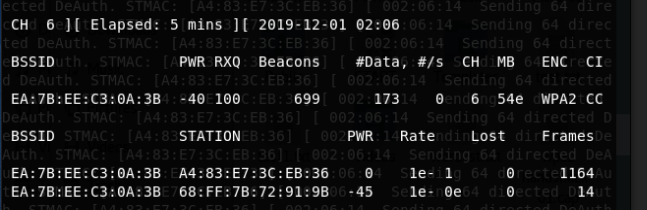 CH 6 ][ Elapsed: 5 mins ][ 2019-12-01 02:06
BSSID PWR RXQ Beacons #Data, #/s CH MB ENC CI
EA:7B:EE:C3:0A:3B -40 100 699 173 0 6 54e WPA2 CC
BSSID STATION PWR Rate Lost Frames
EA:7B:EE:C3:0A:3B A4:83:E7:3C:EB:36 0 1e- 1 0 1164
EA:7B:EE:C3:0A:3B 68:FF:7B:72:91:9B -45 1e- 0e 0 14